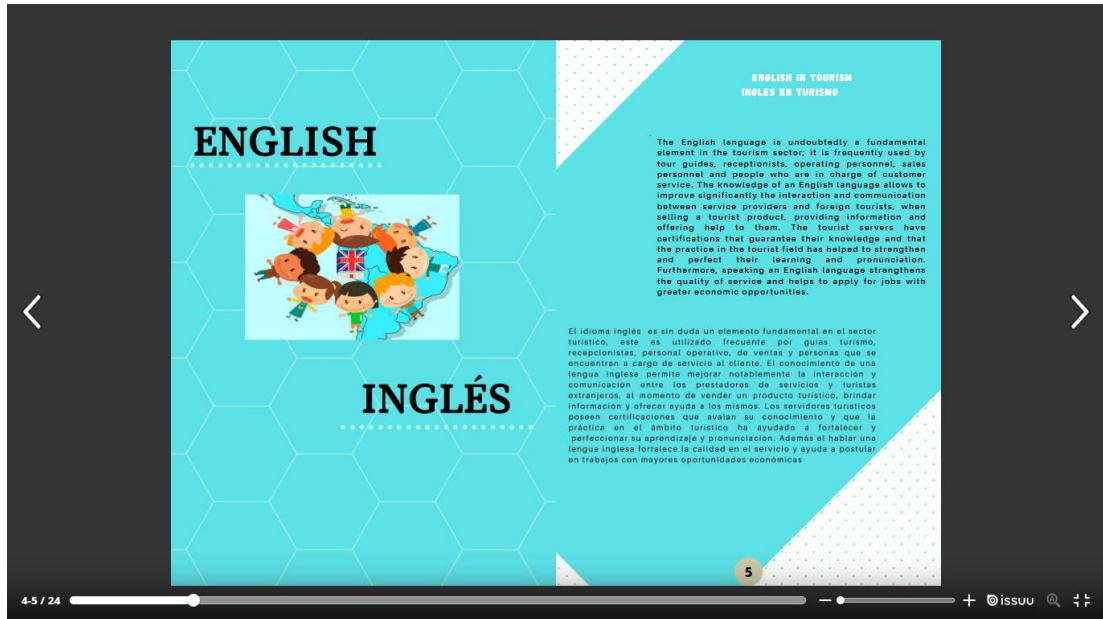 ENGLISH
INGLÉS
ENGLISH IN TOURISM
INGLES EN TURISMO
The English language is undoubtedly a fundamental
element in the tourism sector; it is frequently used by
tour guides, receptionists, operating personnel, sales
personnel and people who are in charge of customer
service. The knowledge of an English language allows to
improve significantly the interaction and communication
between service providers and foreign tourists, when
selling a tourist product, providing information and
offering help to them. The tourist servers have
certifications that guarantee their knowledge and that
the practice in the tourist field has helped to strengthen
and perfect their learning and pronunciation.
Furthermore, speaking an English language strengthens
the quality of service and helps to apply for jobs with
greater economic opportunities.
El idioma inglés es sin duda un elemento fundamental en el sector
turístico, este es utilizado frecuente por guías turismo,
recepcionistas, personal operativo, de ventas y personas que se
encuentran a cargo de servicio al cliente. El conocimiento de una
lengua inglesa permite mejorar notablemente la interacción y
comunicación entre los prestadores de servicios y turistas
extranjeros, al momento de vender un producto turístico, brindar
información y ofrecer ayuda a los mismos. Los servidores turísticos
poseen certificaciones que avalan su conocimiento y que la
práctica en el ámbito turístico ha ayudado a fortalecer y
perfeccionar su aprendizaje y pronunciación. Además el hablar una
lengua inglesa fortalece la calidad en el servicio y ayuda a postular
en trabajos con mayores oportunidades económicas
5
4-5 / 24
issuu